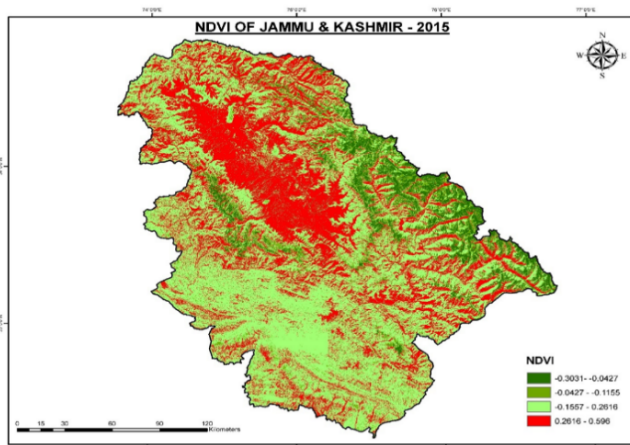 NDVI OF JAMMU & KASHMIR - 2015
N
W E
S
NDVI
-0.3031- -0.0427
-0.0427 - -0.1155
-0.1557 - 0.2616
0.2616 - 0.596
0 15 30 60 90 120
Kilometers